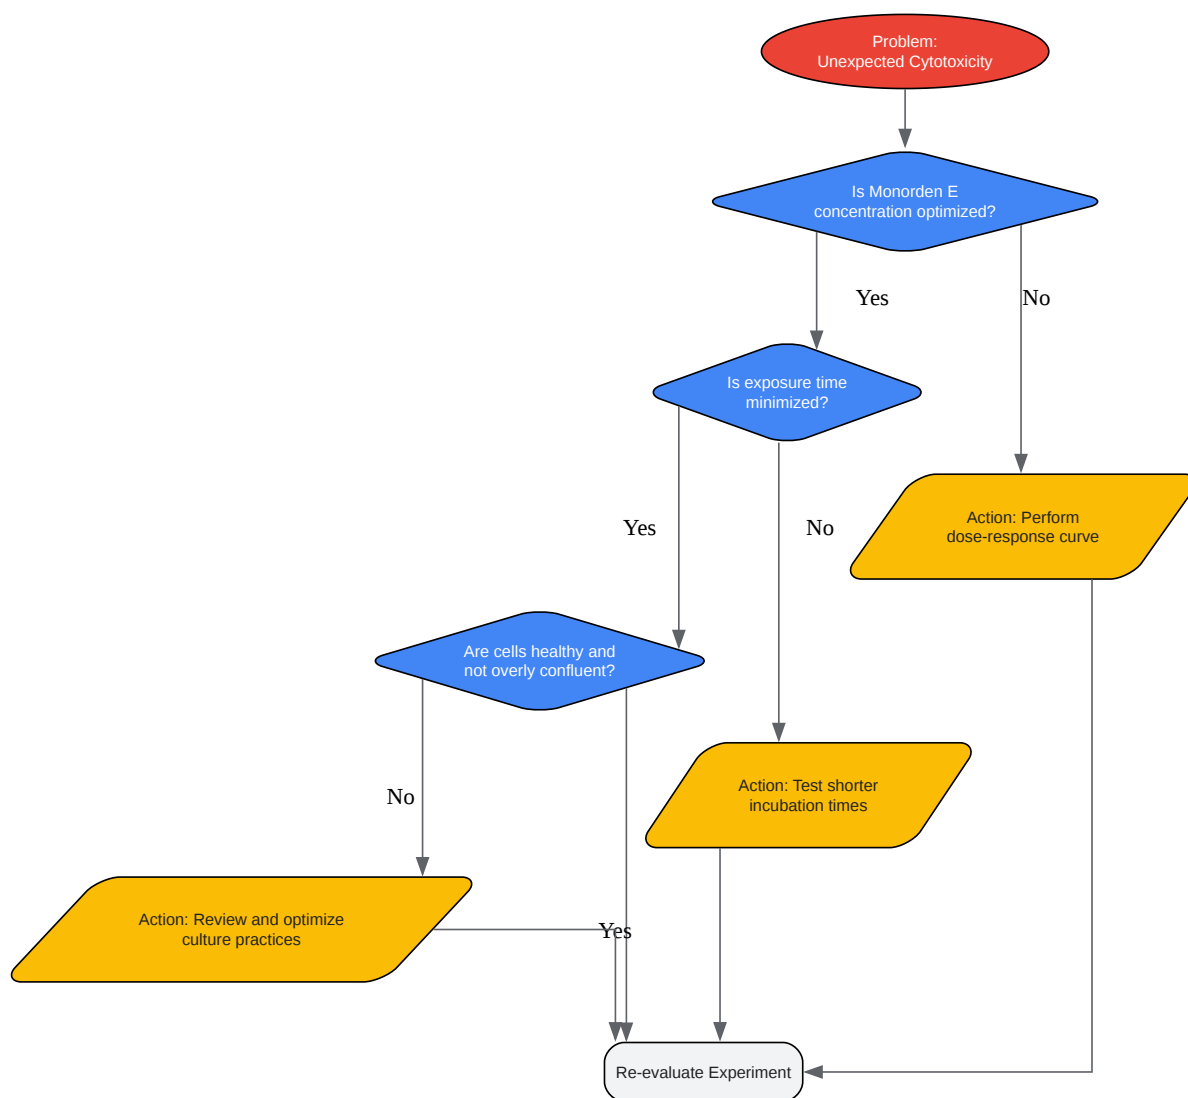 Problem:
Unexpected Cytotoxicity
Is Monorden E
concentration optimized?
Yes
No
Is exposure time
minimized?
Yes
No
Action: Perform
dose-response curve
Are cells healthy and
not overly confluent?
No
Action: Test shorter
incubation times
Action: Review and optimize
culture practices
Yes
Re-evaluate Experiment